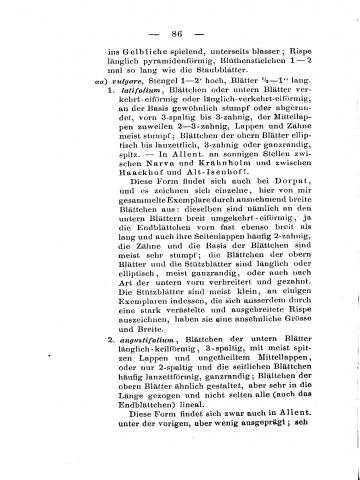 — 86 —
ins Gelbliche spielend, unterseits blasser; Rispe
länglich pyramidenförmig, Blüthenstielchen 1—2
mal so lang wie die Staubblätter.
aa) vulgare, Stengel 1—2′ hoch, Blätter ½—1″ lang.
1. latifolium, Blättchen oder untern Blätter ver-
kehrt-eiförmig oder länglich-verkehrt-eiförmig,
an der Basis gewöhnlich stumpf oder abgerun-
det, vorn 3-spaltig bis 3-zahnig, der Mittellappen
zuweilen 2—3-zahnig, Lappen und Zähne
meist stumpf; Blättchen der obern Blätter ellip-
tisch bis lanzettlich, 3-zahnig oder ganzrandig,
spitz. — In Allent. an sonnigen Stellen zwi-
schen Narva und Krähnholm und zwischen
Haackhof und Alt-Isenhof!.
Diese Form findet sich auch bei Dorpat,
und es zeichnen sich einzelne, hier von mir
gesammelte Exemplare durch ausnehmend breite
Blättchen aus: dieselben sind nämlich an den
untern Blättern breit umgekehrt-eiförmig, ja
die Endblättchen vorn fast ebenso breit als
lang und auch ihre Seitenlappen häufig 2-zahnig,
die Zähne und die Basis der Blättchen sind
meist sehr stumpf; die Blättchen der obern
Blätter und die Stützblätter sind länglich oder
elliptisch, meist ganzrandig, oder auch nach
Art der untern vorn verbreitert und gezahnt.
Die Stützblätter sind meist klein, an einigen
Exemplaren indessen, die sich ausserdem durch
eine stark verästelte und ausgebreitete Rispe
auszeichnen, haben sie eine ansehnliche Grösse
und Breite.
2. angustifolium, Blättchen der untern Blätter
länglich-keilförmig, 3-spaltig, mit meist spit-
zen Lappen und ungetheiltem Mittellappen,
oder nur 2-spaltig und die seitlichen Blättchen
häufig lanzettförmig, ganzrandig; Blättchen der
obern Blätter ähnlich gestaltet, aber sehr in die
Länge gezogen und nicht selten alle (auch das
Endblättchen) lineal.
Diese Form findet sich zwar auch in Allent.
unter der vorigen, aber wenig ausgeprägt; seh